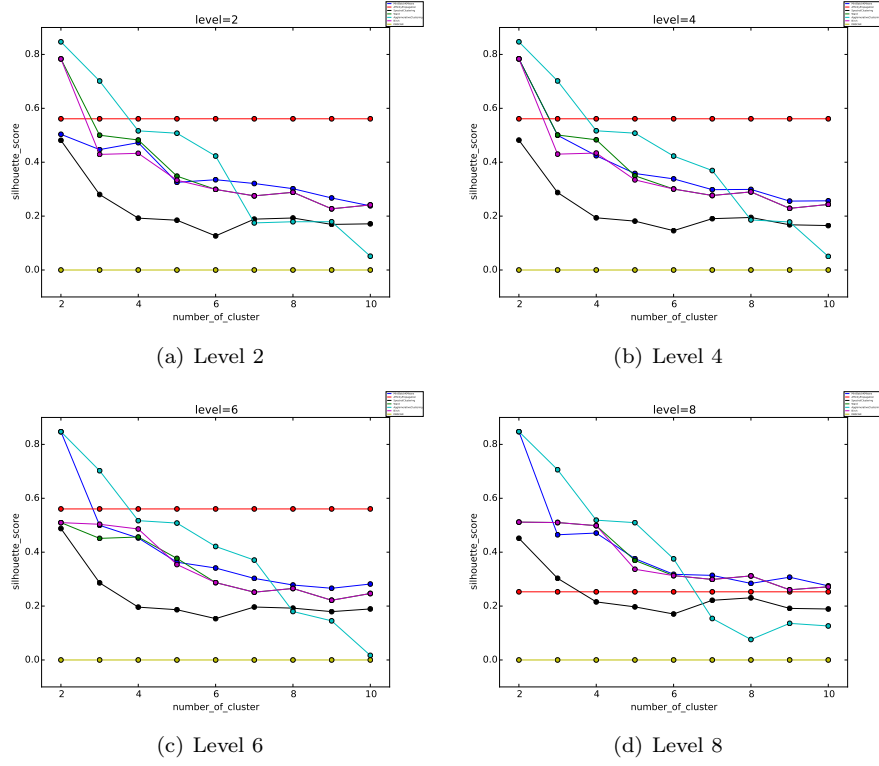 level=2
0.8
0.6
0.4
0.2
0.0
silhouette_score
2 4 6 8 10
number_of_cluster
(a) Level 2
level=4
0.8
0.6
0.4
0.2
0.0
silhouette_score
2 4 6 8 10
number_of_cluster
(b) Level 4
level=6
0.8
0.6
0.4
0.2
0.0
silhouette_score
2 4 6 8 10
number_of_cluster
(c) Level 6
level=8
0.8
0.6
0.4
0.2
0.0
silhouette_score
2 4 6 8 10
number_of_cluster
(d) Level 8